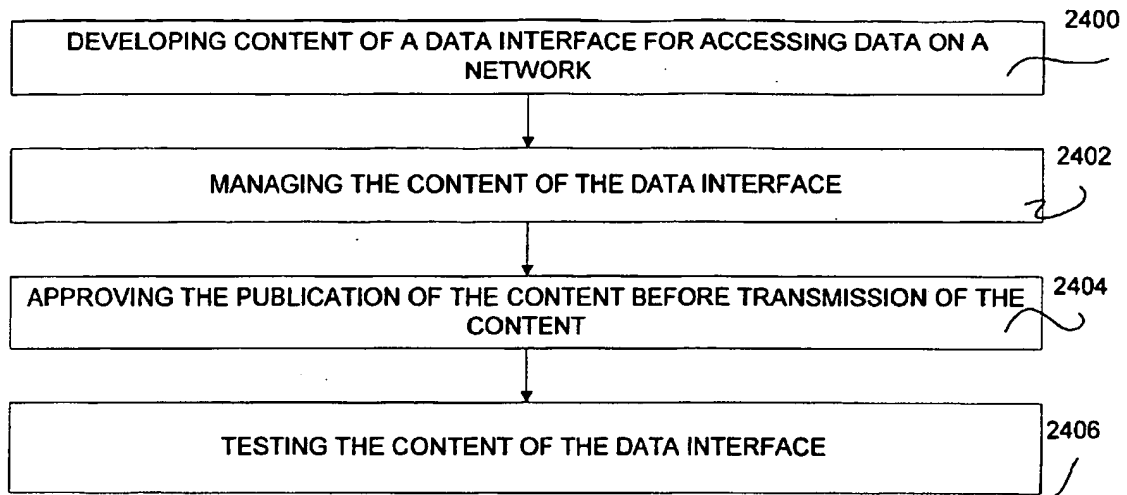 2400
DEVELOPING CONTENT OF A DATA INTERFACE FOR ACCESSING DATA ON A
NETWORK
2402
MANAGING THE CONTENT OF THE DATA INTERFACE
2404
APPROVING THE PUBLICATION OF THE CONTENT BEFORE TRANSMISSION OF THE
CONTENT
2406
TESTING THE CONTENT OF THE DATA INTERFACE